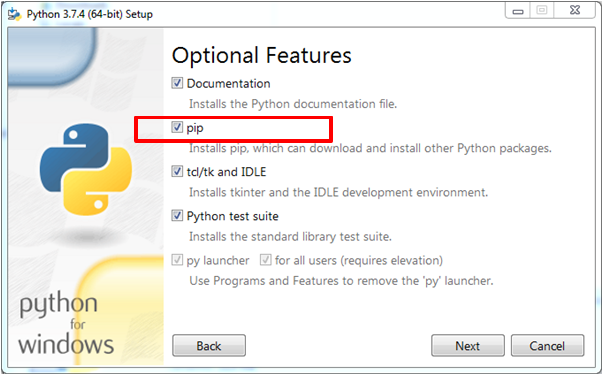 Python 3.7.4 (64-bit) Setup
Optional Features
Documentation
Installs the Python documentation file.
pip
Installs pip, which can download and install other Python packages.
tcl/tk and IDLE
Installs tkinter and the IDLE development environment.
Python test suite
Installs the standard library test suite.
py launcher for all users (requires elevation)
Use Programs and Features to remove the 'py' launcher.
python
for
windows
Back Next Cancel